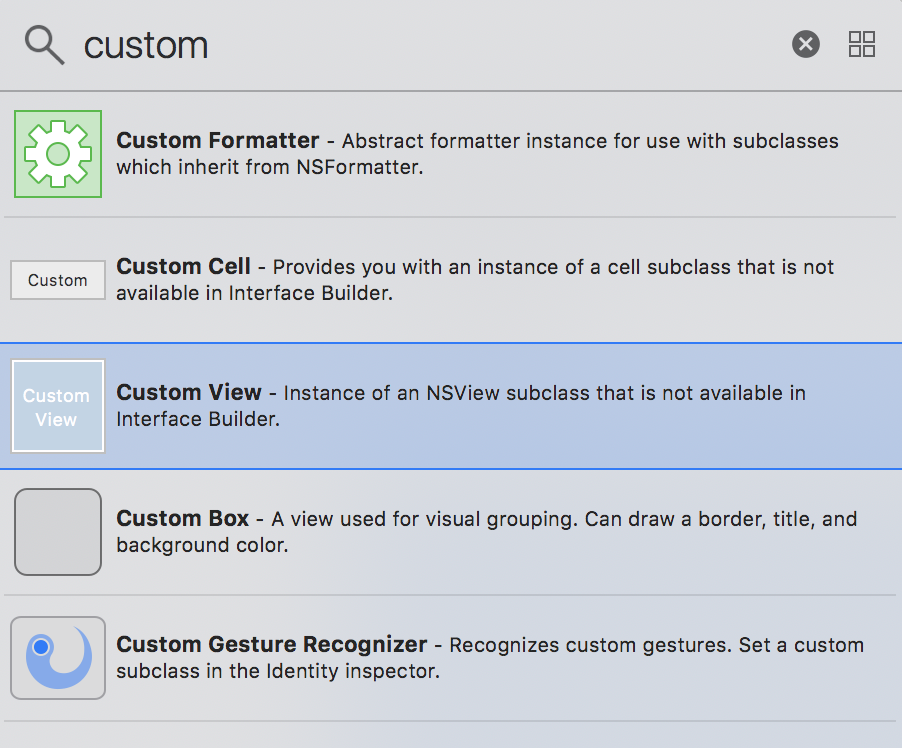 custom
Custom Formatter - Abstract formatter instance for use with subclasses
which inherit from NSFormatter.
Custom
Custom Cell - Provides you with an instance of a cell subclass that is not
available in Interface Builder.
Custom
View
Custom View - Instance of an NSView subclass that is not available in
Interface Builder.
Custom Box - A view used for visual grouping. Can draw a border, title, and
background color.
Custom Gesture Recognizer - Recognizes custom gestures. Set a custom
subclass in the Identity inspector.